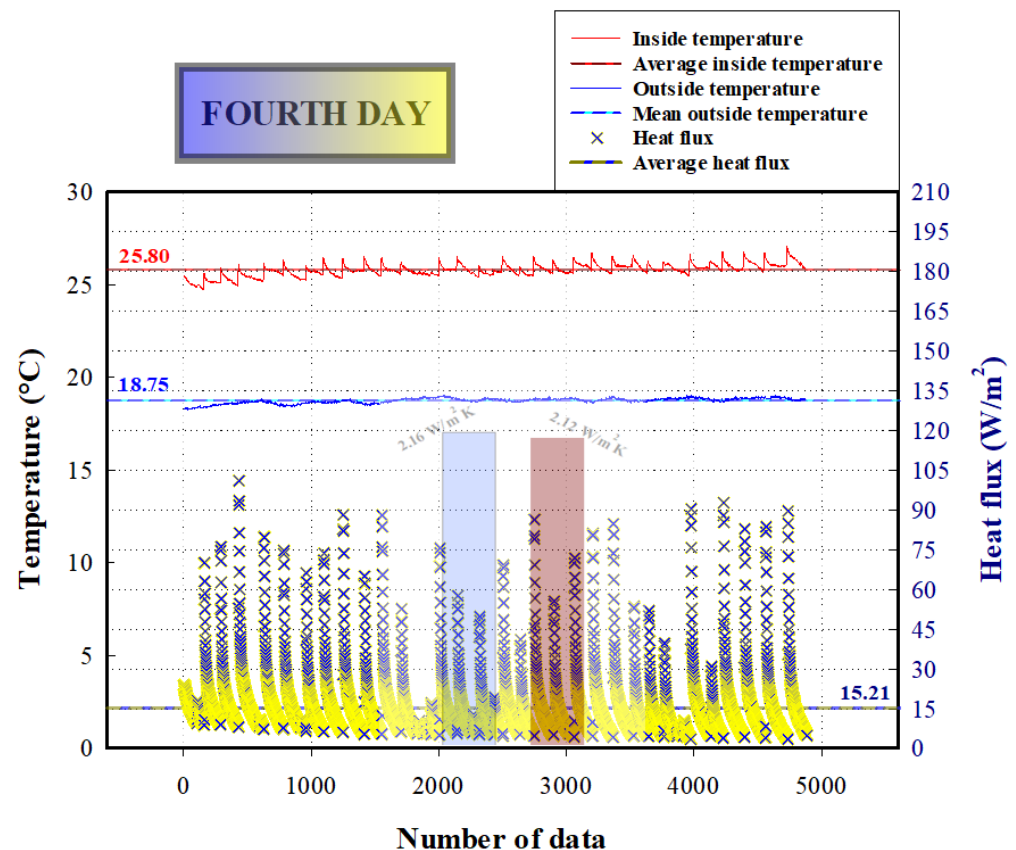 FOURTH DAY
Inside temperature
Average inside temperature
Outside temperature
Mean outside temperature
Heat flux
Average heat flux
30
25
20
15
10
5
0
Temperature (°C)
210
195
180
165
150
135
120
105
90
75
60
45
30
15
0
Heat flux (W/m²)
25.80
18.75
2.16 W/m²K
2.12 W/m²K
15.21
0
1000
2000
3000
4000
5000
Number of data